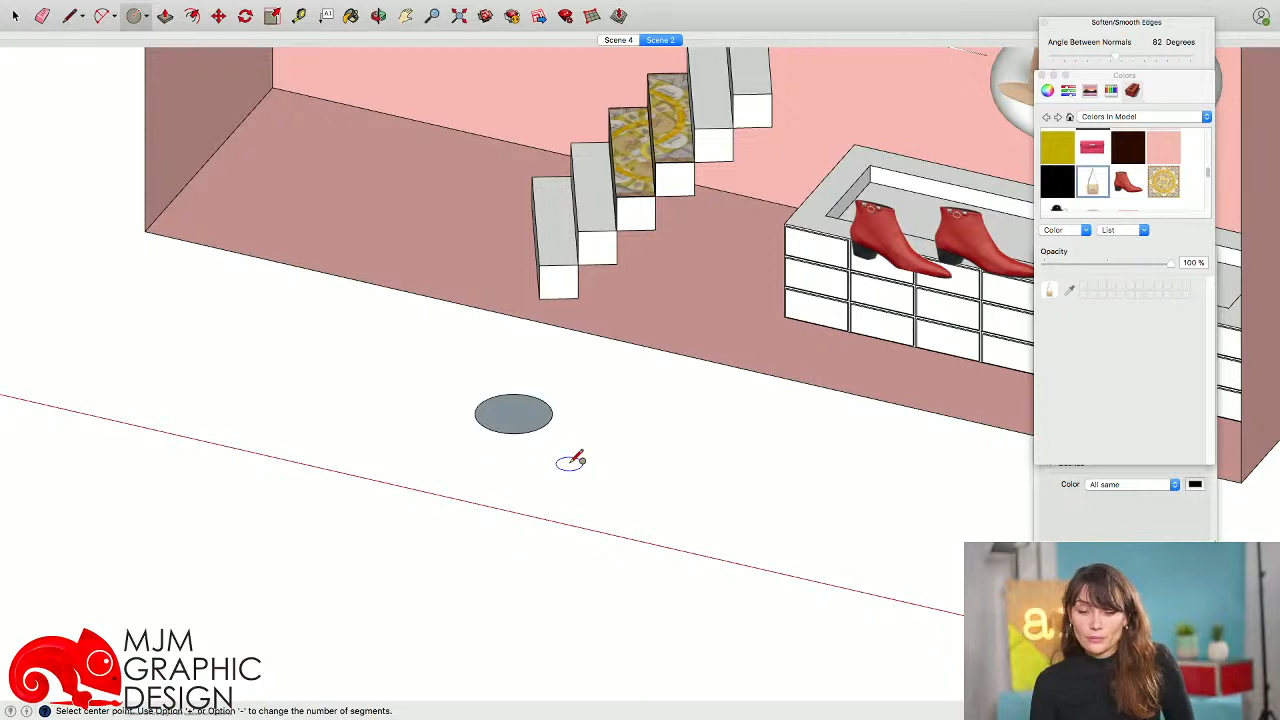 A1
Scene 4
Scene 2
Soften/Smooth Edges
Angle Between Normals 82 Degrees
Colors
Colors In Model
Color
List
Opacity
100 %
Color All same
MJM
GRAPHIC
DESIGN
Select center point. Use Option '+' or Option '-' to change the number of segments.